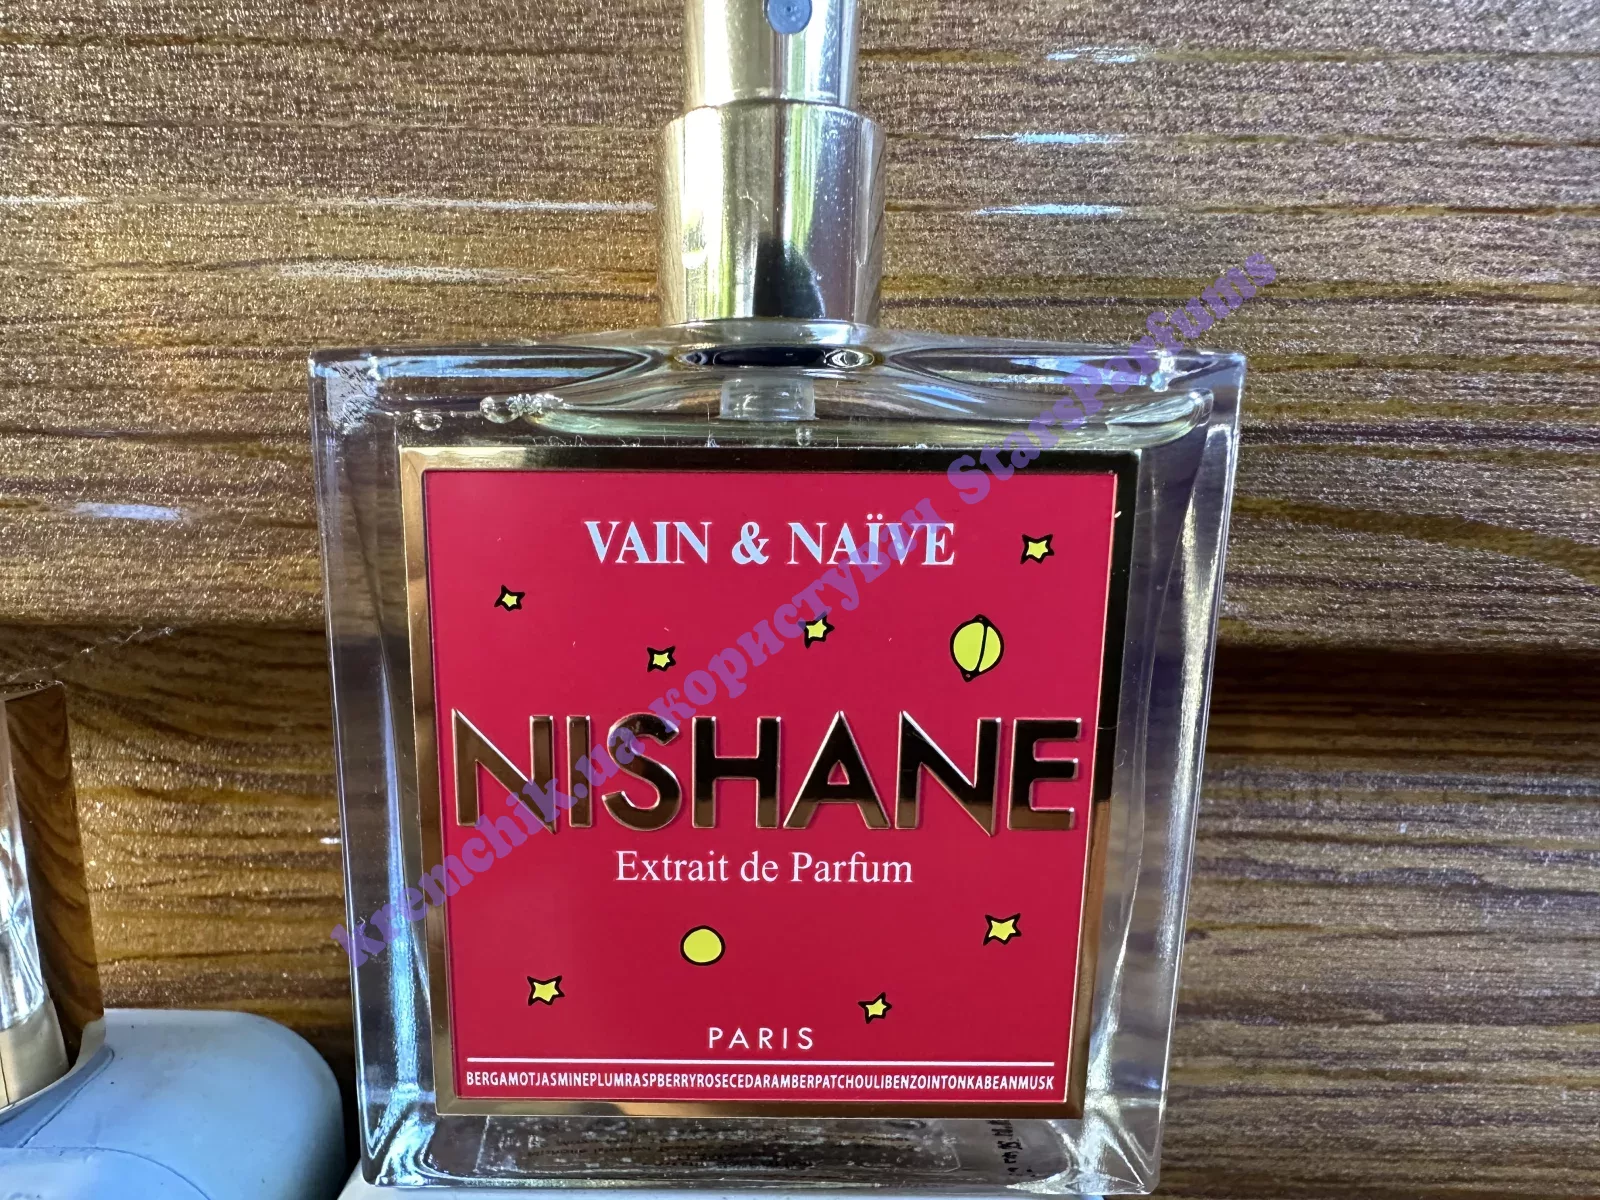 VAIN & NAÏVE
NISHANE
Extrait de Parfum
PARIS
BERGAMOTJASMINEPLUMRASPBERRYROSECEDARAMBERPATCHOULIBENZOINTONKABEANMUSK
kremchik.ua користувач StarsParfums